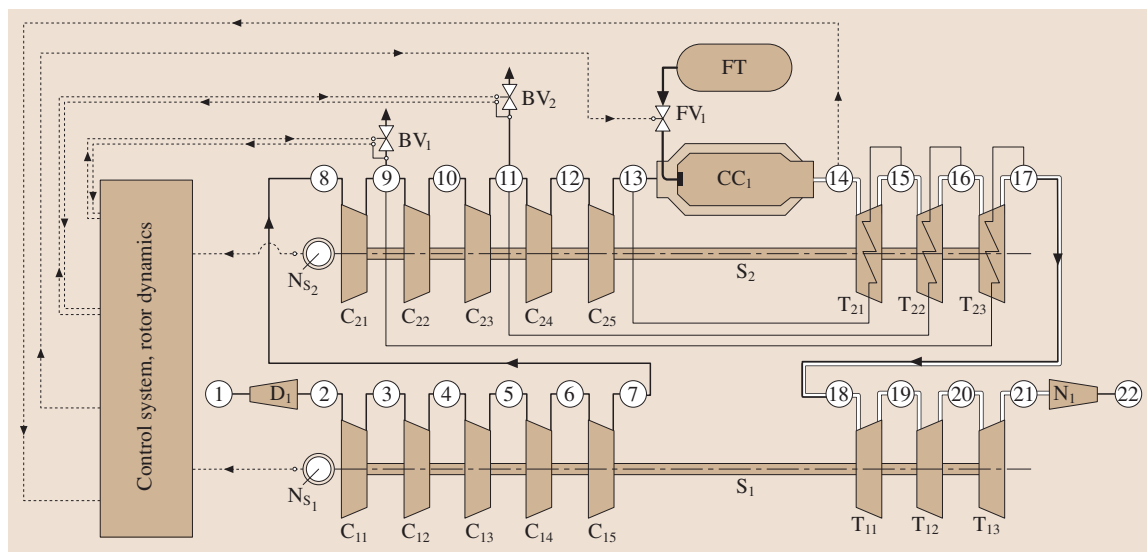 FT
BV₂
FV₁
BV₁
8
9
10
11
12
13
CC₁
14
15
16
17
Control system, rotor dynamics
N_S₂
S₂
C₂₁
C₂₂
C₂₃
C₂₄
C₂₅
T₂₁
T₂₂
T₂₃
1
D₁
2
3
4
5
6
7
18
19
20
21
N₁
22
N_S₁
S₁
C₁₁
C₁₂
C₁₃
C₁₄
C₁₅
T₁₁
T₁₂
T₁₃